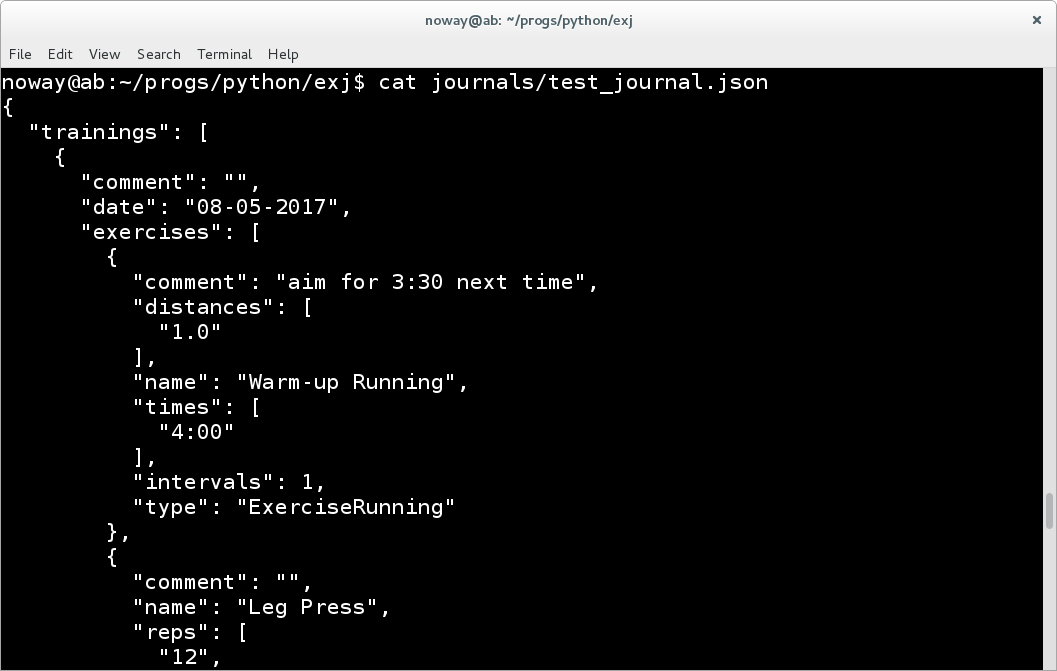 noway@ab: ~/progs/python/exj
×
File Edit View Search Terminal Help
noway@ab:~/progs/python/exj$ cat journals/test_journal.json
{
  "trainings": [
    {
      "comment": "",
      "date": "08-05-2017",
      "exercises": [
        {
          "comment": "aim for 3:30 next time",
          "distances": [
            "1.0"
          ],
          "name": "Warm-up Running",
          "times": [
            "4:00"
          ],
          "intervals": 1,
          "type": "ExerciseRunning"
        },
        {
          "comment": "",
          "name": "Leg Press",
          "reps": [
            "12",